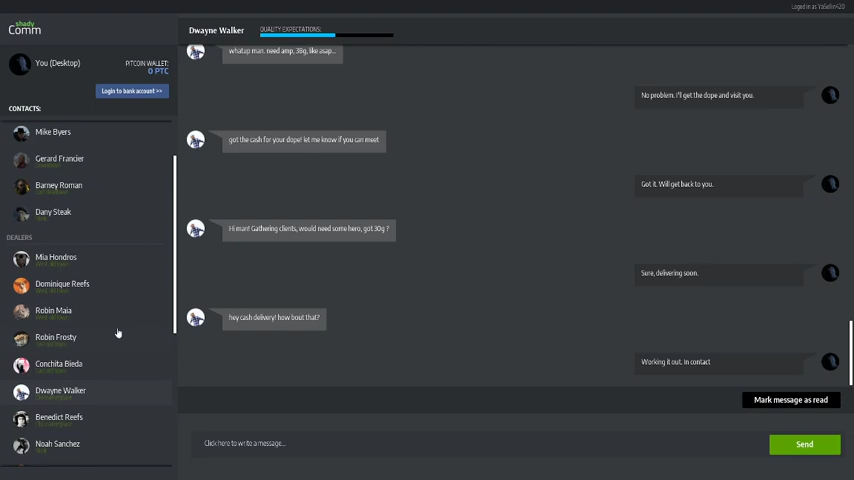 Logged in as YaSellin420
shady
Comm
You (Desktop)
PITCOIN WALLET:
0 PTC
Login to bank account >>
CONTACTS:
Mike Byers
Gerard Francier
Barney Roman
Dany Steak
DEALERS
Mia Hondros
Dominique Reefs
Robin Maia
Robin Frosty
Conchita Bieda
Dwayne Walker
Benedict Reefs
Noah Sanchez
Dwayne Walker
QUALITY EXPECTATIONS:
whatup man. need amp, 38g, like asap...
No problem. I'll get the dope and visit you.
got the cash for your dope! let me know if you can meet
Got it. Will get back to you.
Hi man! Gathering clients, would need some hero, got 30g ?
Sure, delivering soon.
hey cash delivery! how bout that?
Working it out. In contact
Mark message as read
Click here to write a message...
Send